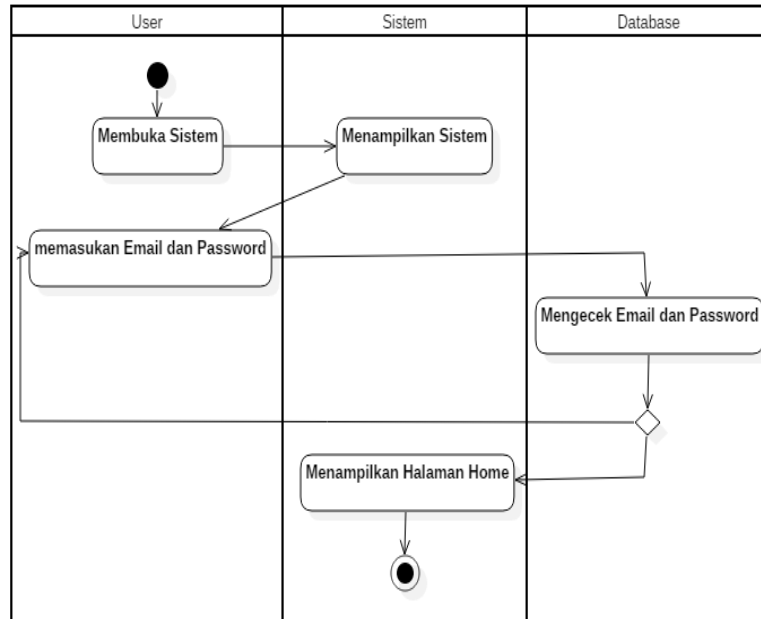 User
Sistem
Database
Membuka Sistem
Menampilkan Sistem
memasukan Email dan Password
Mengecek Email dan Password
Menampilkan Halaman Home